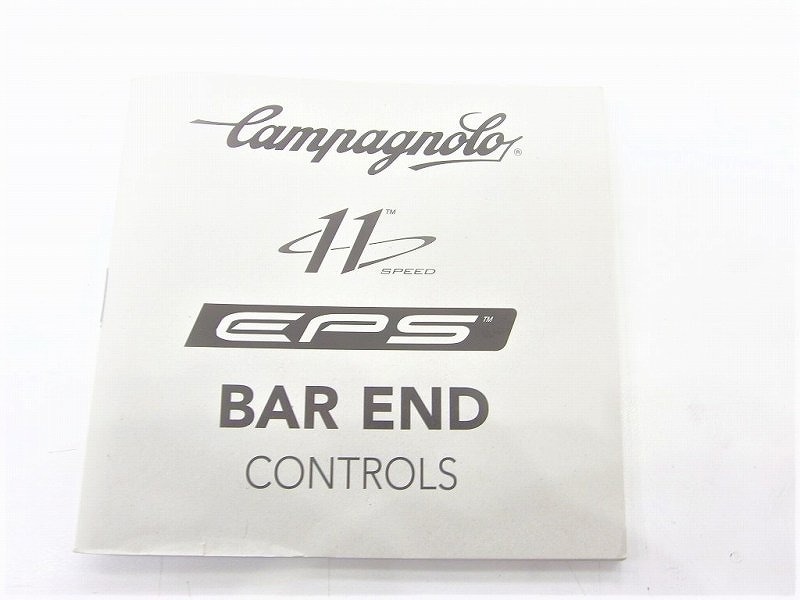 Campagnolo®
11™
SPEED
EPS™
BAR END
CONTROLS